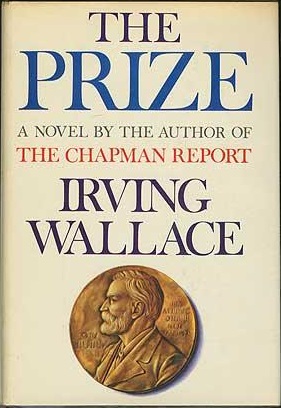 THE
PRIZE
A NOVEL BY THE AUTHOR OF
THE CHAPMAN REPORT
IRVING
WALLACE